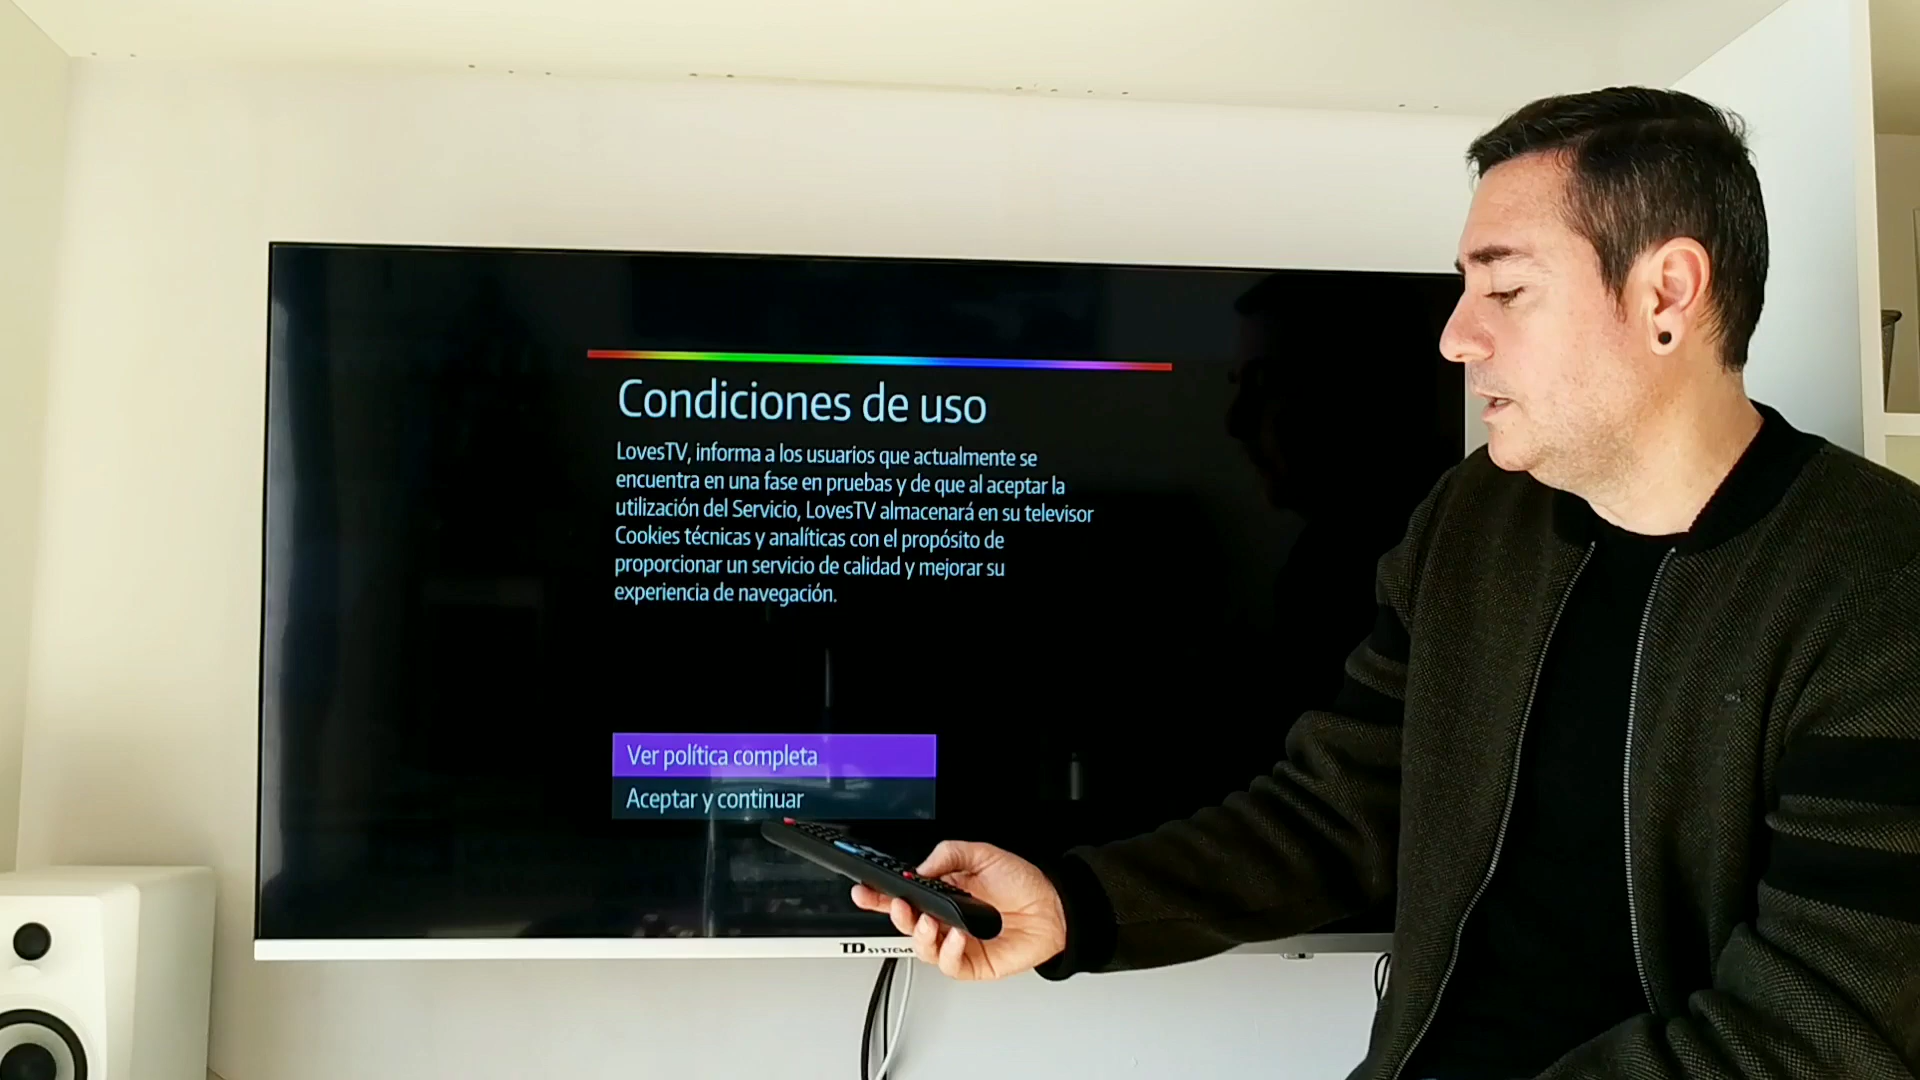 Condiciones de uso
LovesTV, informa a los usuarios que actualmente se
encuentra en una fase en pruebas y de que al aceptar la
utilización del Servicio, LovesTV almacenará en su televisor
Cookies técnicas y analíticas con el propósito de
proporcionar un servicio de calidad y mejorar su
experiencia de navegación.
Ver política completa
Aceptar y continuar
TD SYSTEMS